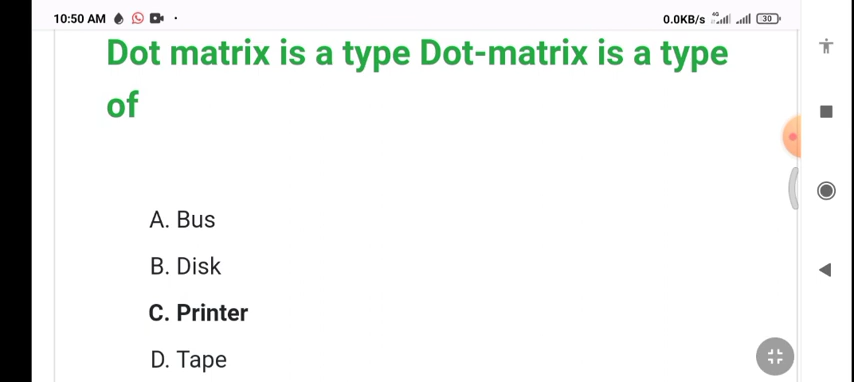 10:50 AM 0.0KB/s 4G 30
Dot matrix is a type Dot-matrix is a type
of
A. Bus
B. Disk
C. Printer
D. Tape